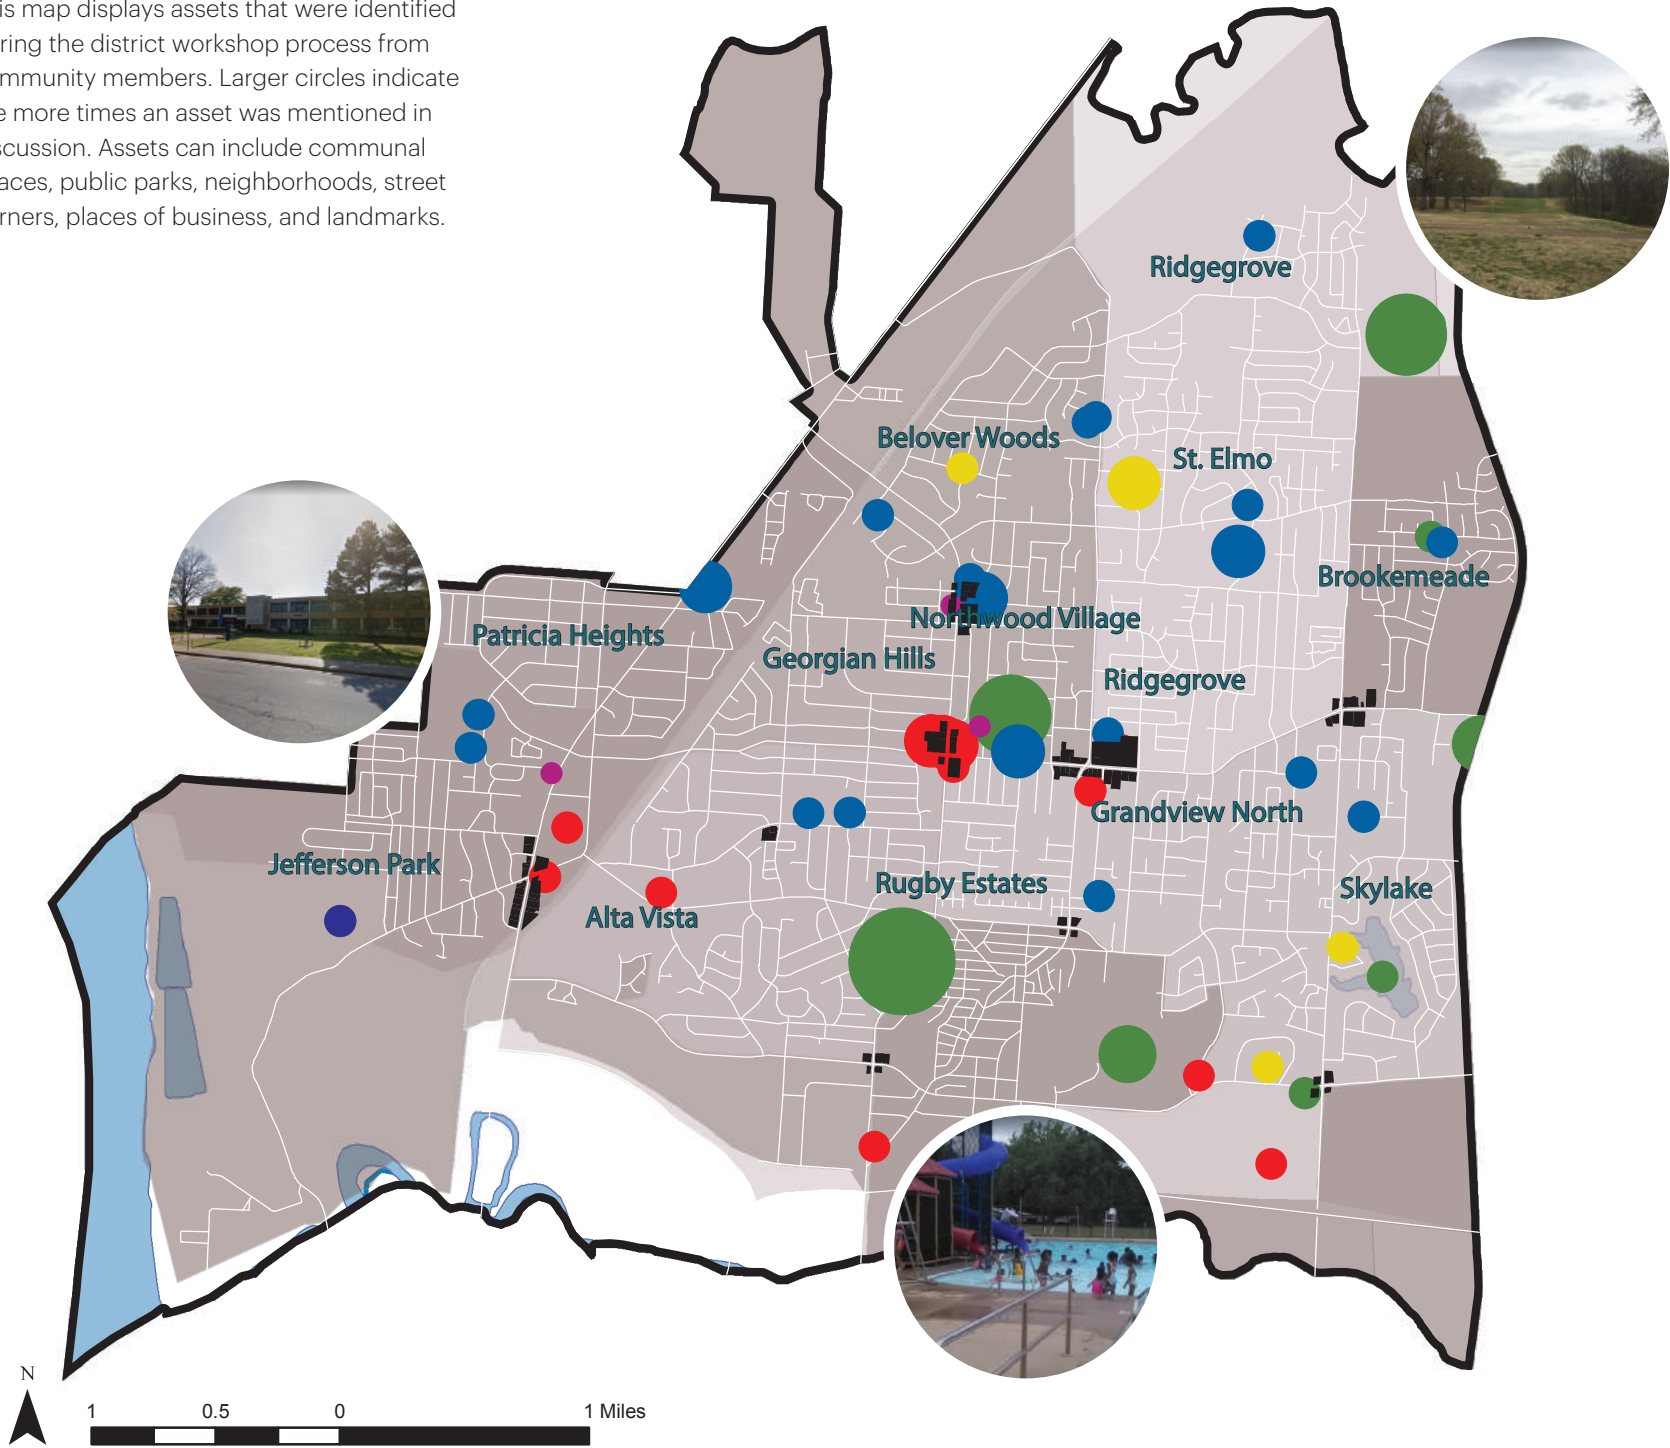 is map displays assets that were identified
ring the district workshop process from
mmunity members. Larger circles indicate
e more times an asset was mentioned in
scussion. Assets can include communal
aces, public parks, neighborhoods, street
rners, places of business, and landmarks.
Ridgegrove
Belover Woods
St. Elmo
Brookemeade
Northwood Village
Patricia Heights
Georgian Hills
Ridgegrove
Grandview North
Jefferson Park
Rugby Estates
Skylake
Alta Vista
N
1 0.5 0 1 Miles